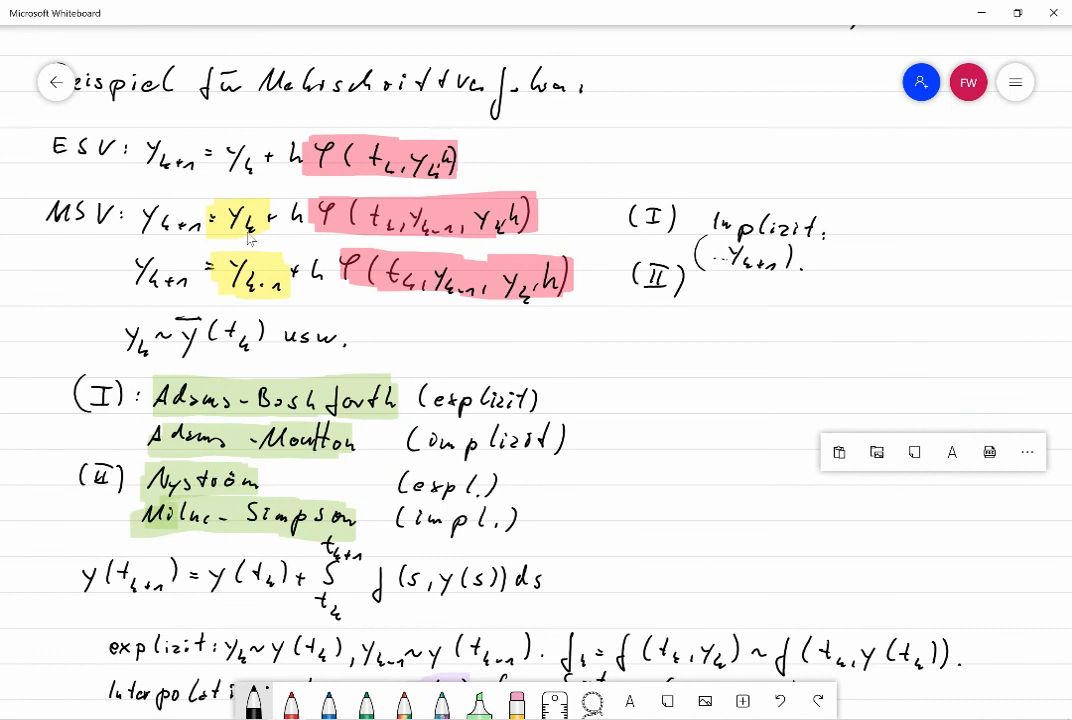 Microsoft Whiteboard
Beispiel für Mehrschrittverfahren:
FW
ESV: y_{k+1} = y_k + h φ(t_k, y_k, h)
MSV: y_{k+1} = y_k + h φ(t_k, y_{k-1}, y_k, h) (I) Implizit:
y_{k+1} = y_{k-1} + h φ(t_k, y_{k-1}, y_k, h) (II) (...y_{k+1}).
y_k ~ y(t_k) usw.
(I): Adams-Bashforth (explizit)
Adams-Moulton (implizit)
(II) Nyström (expl.)
Milne-Simpson (impl.)
y(t_{k+1}) = y(t_k) + ∫_{t_k}^{t_{k+1}} f(s, y(s)) ds
explizit: y_k ~ y(t_k), y_{k-1} ~ y(t_{k-1}). f_k = f(t_k, y_k) ~ f(t_k, y(t_k)).